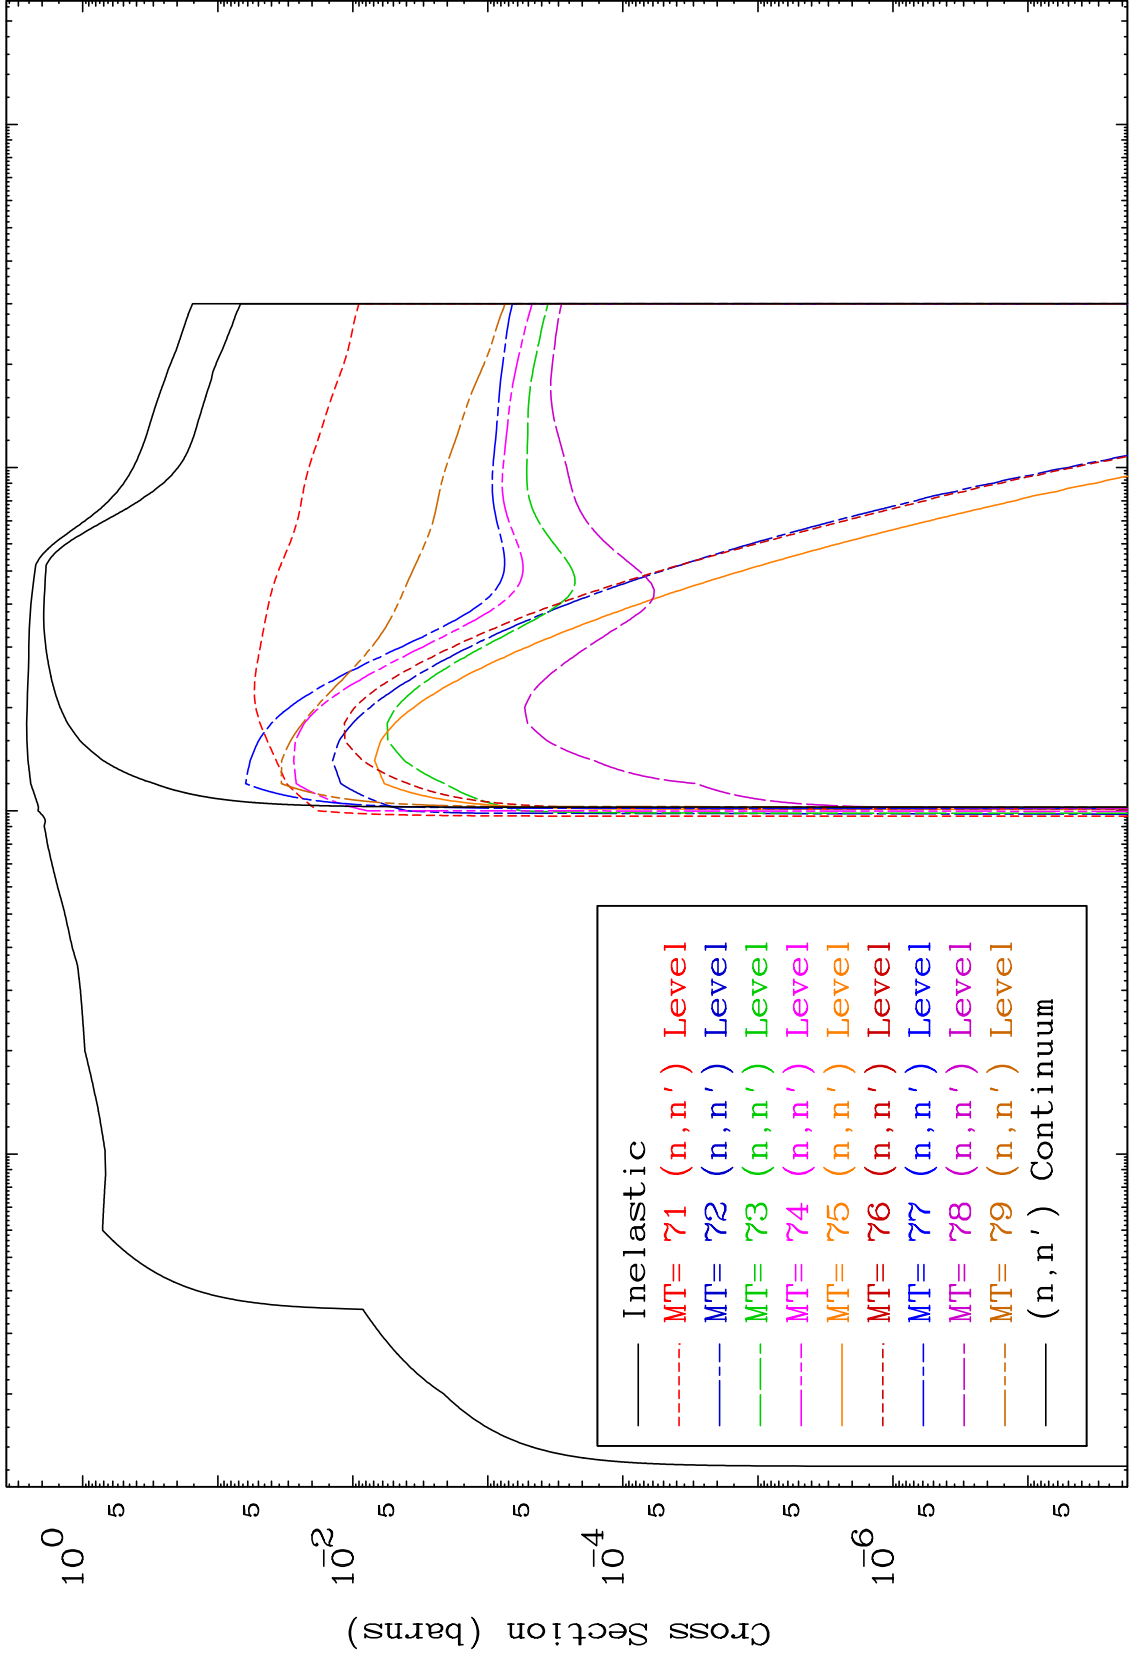 Cross Section (barns)
10^0
5
5
10^-2
5
5
10^-4
5
5
10^-6
5
5
Inelastic
MT= 71 (n,n') Level
MT= 72 (n,n') Level
MT= 73 (n,n') Level
MT= 74 (n,n') Level
MT= 75 (n,n') Level
MT= 76 (n,n') Level
MT= 77 (n,n') Level
MT= 78 (n,n') Level
MT= 79 (n,n') Level
(n,n') Continuum